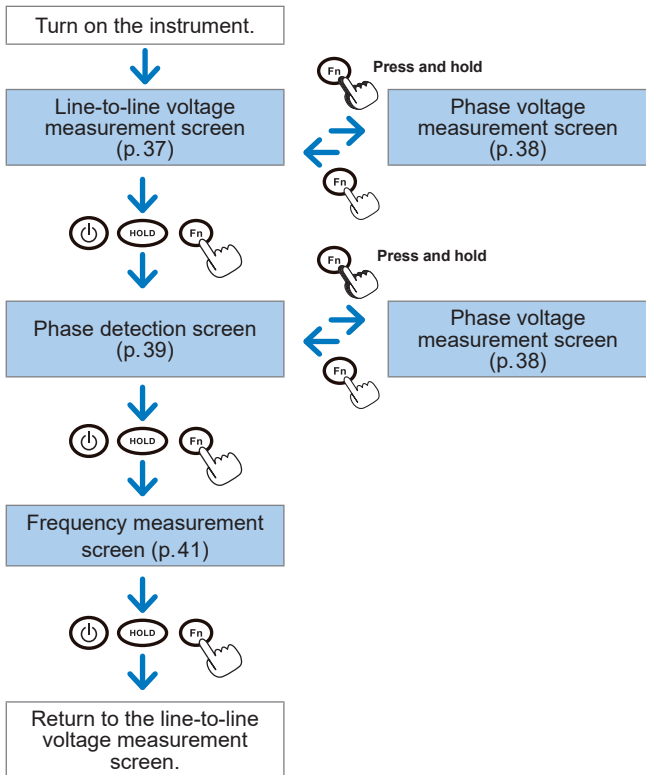 Turn on the instrument.
Fn
Press and hold
Line-to-line voltage
measurement screen
(p.37)
Phase voltage
measurement screen
(p.38)
Fn
HOLD
Fn
Fn
Press and hold
Phase detection screen
(p.39)
Phase voltage
measurement screen
(p.38)
Fn
HOLD
Fn
Frequency measurement
screen (p.41)
HOLD
Fn
Return to the line-to-line
voltage measurement
screen.